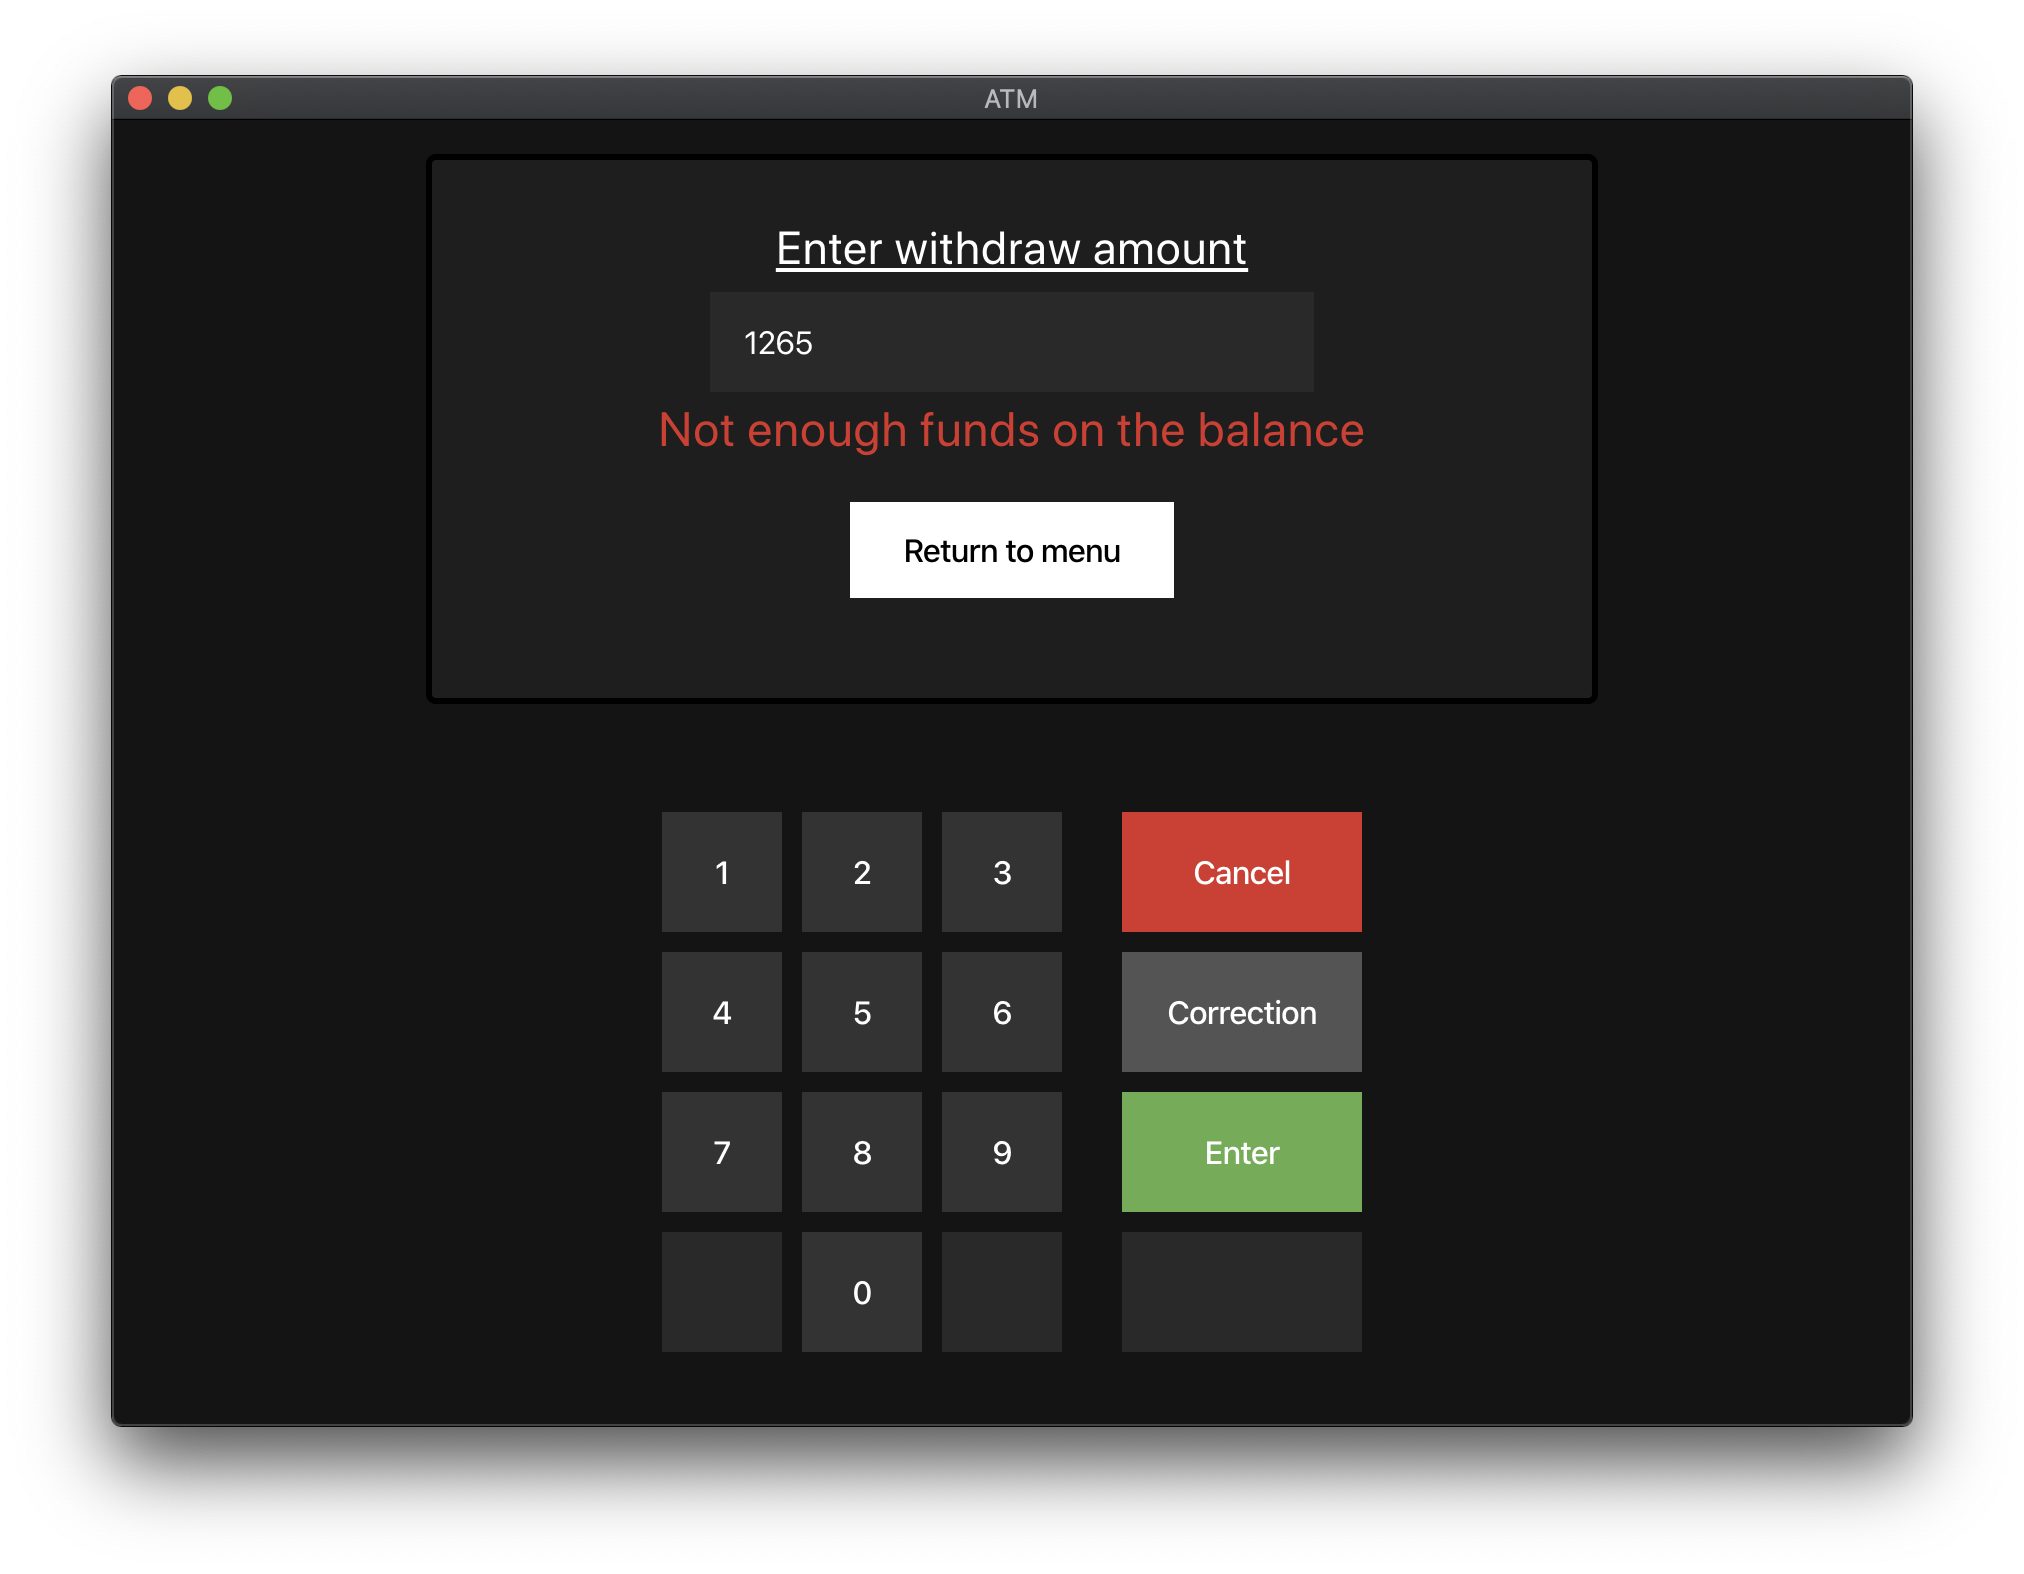 ATM
Enter withdraw amount
1265
Not enough funds on the balance
Return to menu
1 2 3 Cancel
4 5 6 Correction
7 8 9 Enter
0